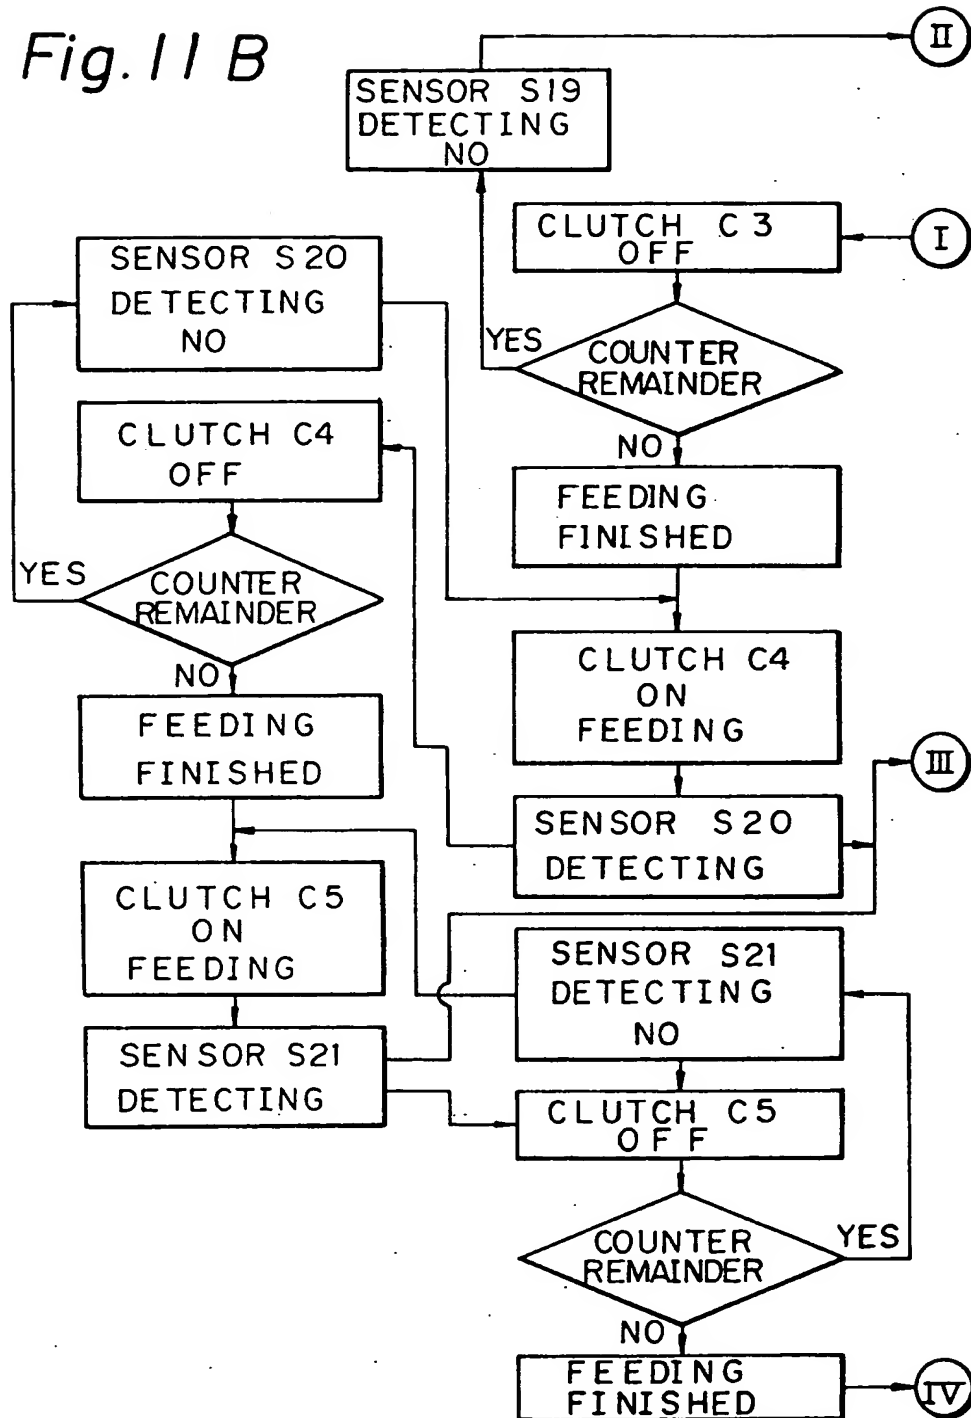 Fig. 11 B
II
SENSOR S19
DETECTING
NO
CLUTCH C3
OFF
I
SENSOR S20
DETECTING
NO
YES
COUNTER
REMAINDER
CLUTCH C4
OFF
NO
FEEDING
FINISHED
YES
COUNTER
REMAINDER
CLUTCH C4
ON
FEEDING
NO
FEEDING
FINISHED
III
SENSOR S20
DETECTING
CLUTCH C5
ON
FEEDING
SENSOR S21
DETECTING
NO
SENSOR S21
DETECTING
CLUTCH C5
OFF
COUNTER
REMAINDER
YES
NO
FEEDING
FINISHED
IV